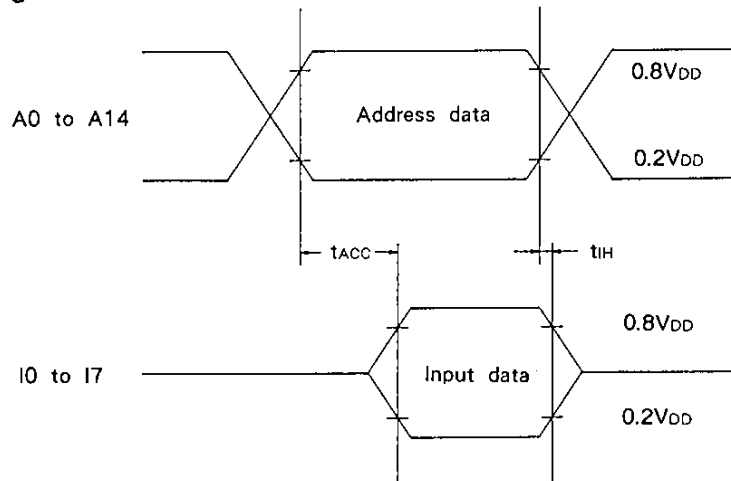 0.8VDD
A0 to A14
Address data
0.2VDD
tACC
tIH
0.8VDD
I0 to I7
Input data
0.2VDD